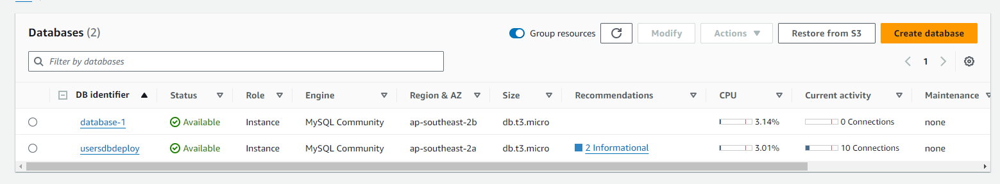 Databases (2)
Group resources
Modify
Actions
Restore from S3
Create database
Filter by databases
1
DB identifier Status Role Engine Region & AZ Size Recommendations CPU Current activity Maintenance
database-1 Available Instance MySQL Community ap-southeast-2b db.t3.micro 3.14% 0 Connections none
usersdbdeploy Available Instance MySQL Community ap-southeast-2a db.t3.micro 2 Informational 3.01% 10 Connections none